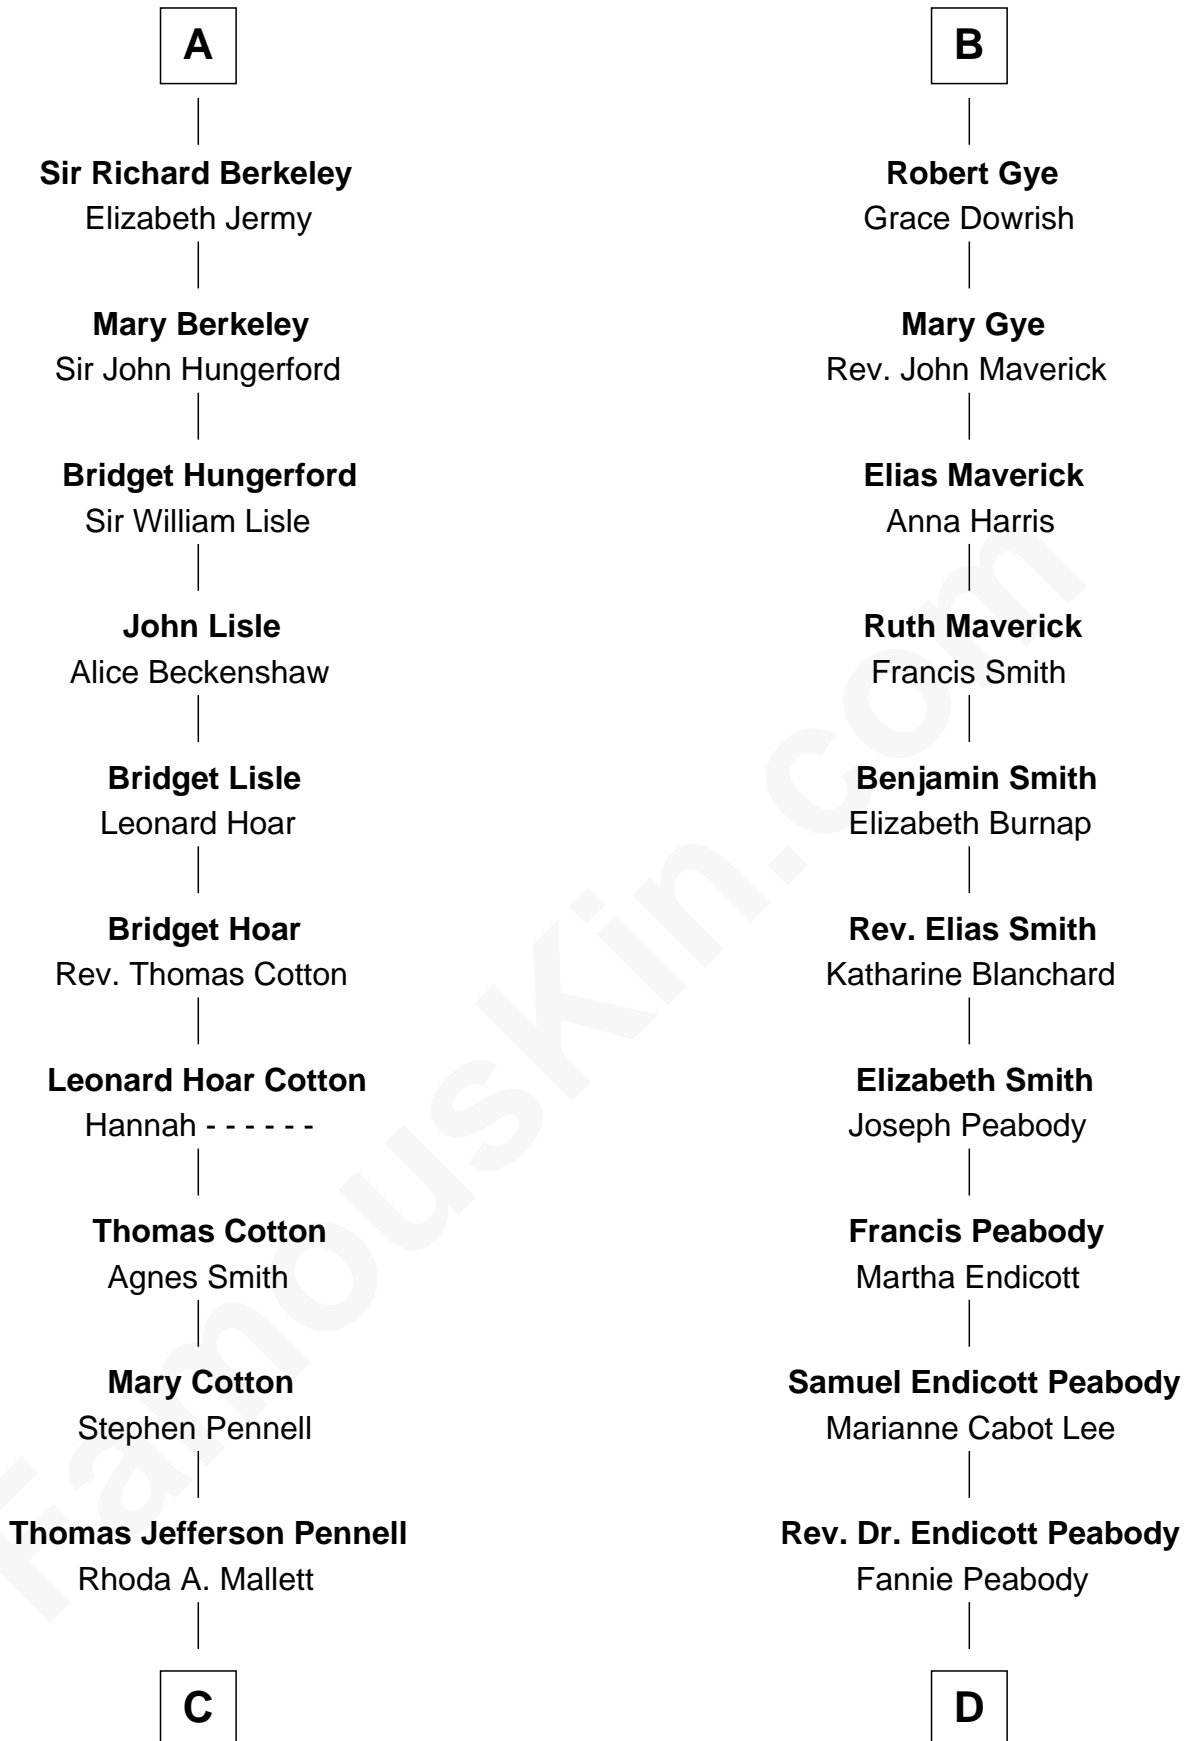 A
Sir Richard Berkeley
Elizabeth Jermy
Mary Berkeley
Sir John Hungerford
Bridget Hungerford
Sir William Lisle
John Lisle
Alice Beckenshaw
Bridget Lisle
Leonard Hoar
Bridget Hoar
Rev. Thomas Cotton
Leonard Hoar Cotton
Hannah - - - - - -
Thomas Cotton
Agnes Smith
Mary Cotton
Stephen Pennell
Thomas Jefferson Pennell
Rhoda A. Mallett
C
B
Robert Gye
Grace Dowrish
Mary Gye
Rev. John Maverick
Elias Maverick
Anna Harris
Ruth Maverick
Francis Smith
Benjamin Smith
Elizabeth Burnap
Rev. Elias Smith
Katharine Blanchard
Elizabeth Smith
Joseph Peabody
Francis Peabody
Martha Endicott
Samuel Endicott Peabody
Marianne Cabot Lee
Rev. Dr. Endicott Peabody
Fannie Peabody
D
FamousKin.com